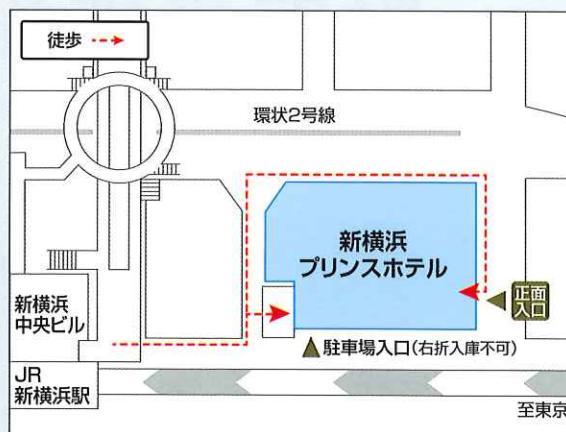 徒歩
環状2号線
新横浜
プリンスホテル
正面
入口
新横浜
中央ビル
駐車場入口(右折入庫不可)
JR
新横浜駅
至東京